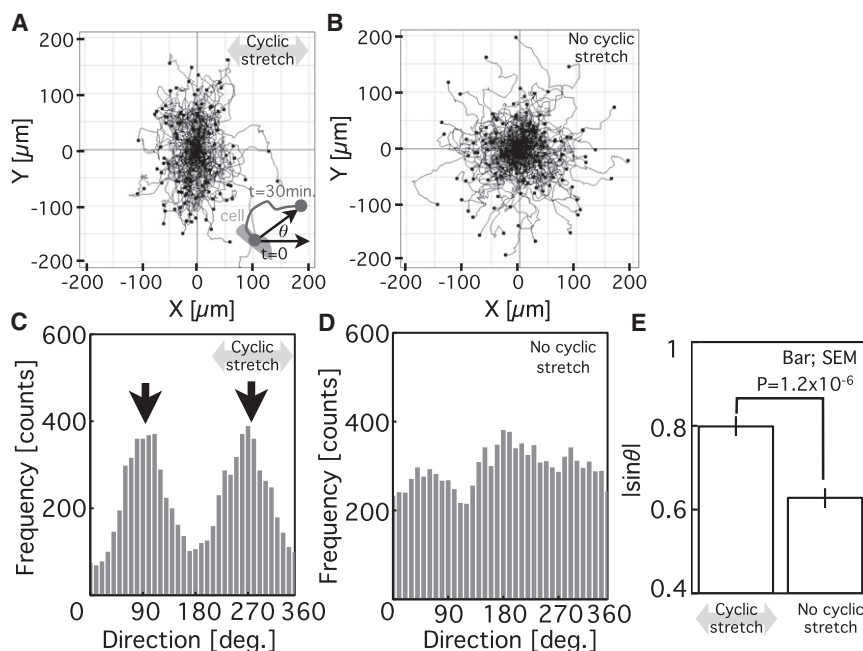 A
Cyclic
stretch
Y [µm]
200
100
0
-100
-200
-200 -100 0 100 200
X [µm]
cell
t=30min.
θ
t=0
B
No cyclic
stretch
Y [µm]
200
100
0
-100
-200
-200 -100 0 100 200
X [µm]
C
Cyclic
stretch
Frequency [counts]
600
400
200
0 90 180 270 360
Direction [deg.]
D
No cyclic
stretch
Frequency [counts]
600
400
200
0 90 180 270 360
Direction [deg.]
E
Bar; SEM
P=1.2x10⁻⁶
|sinθ|
1
0.8
0.6
0.4
Cyclic
stretch
No cyclic
stretch